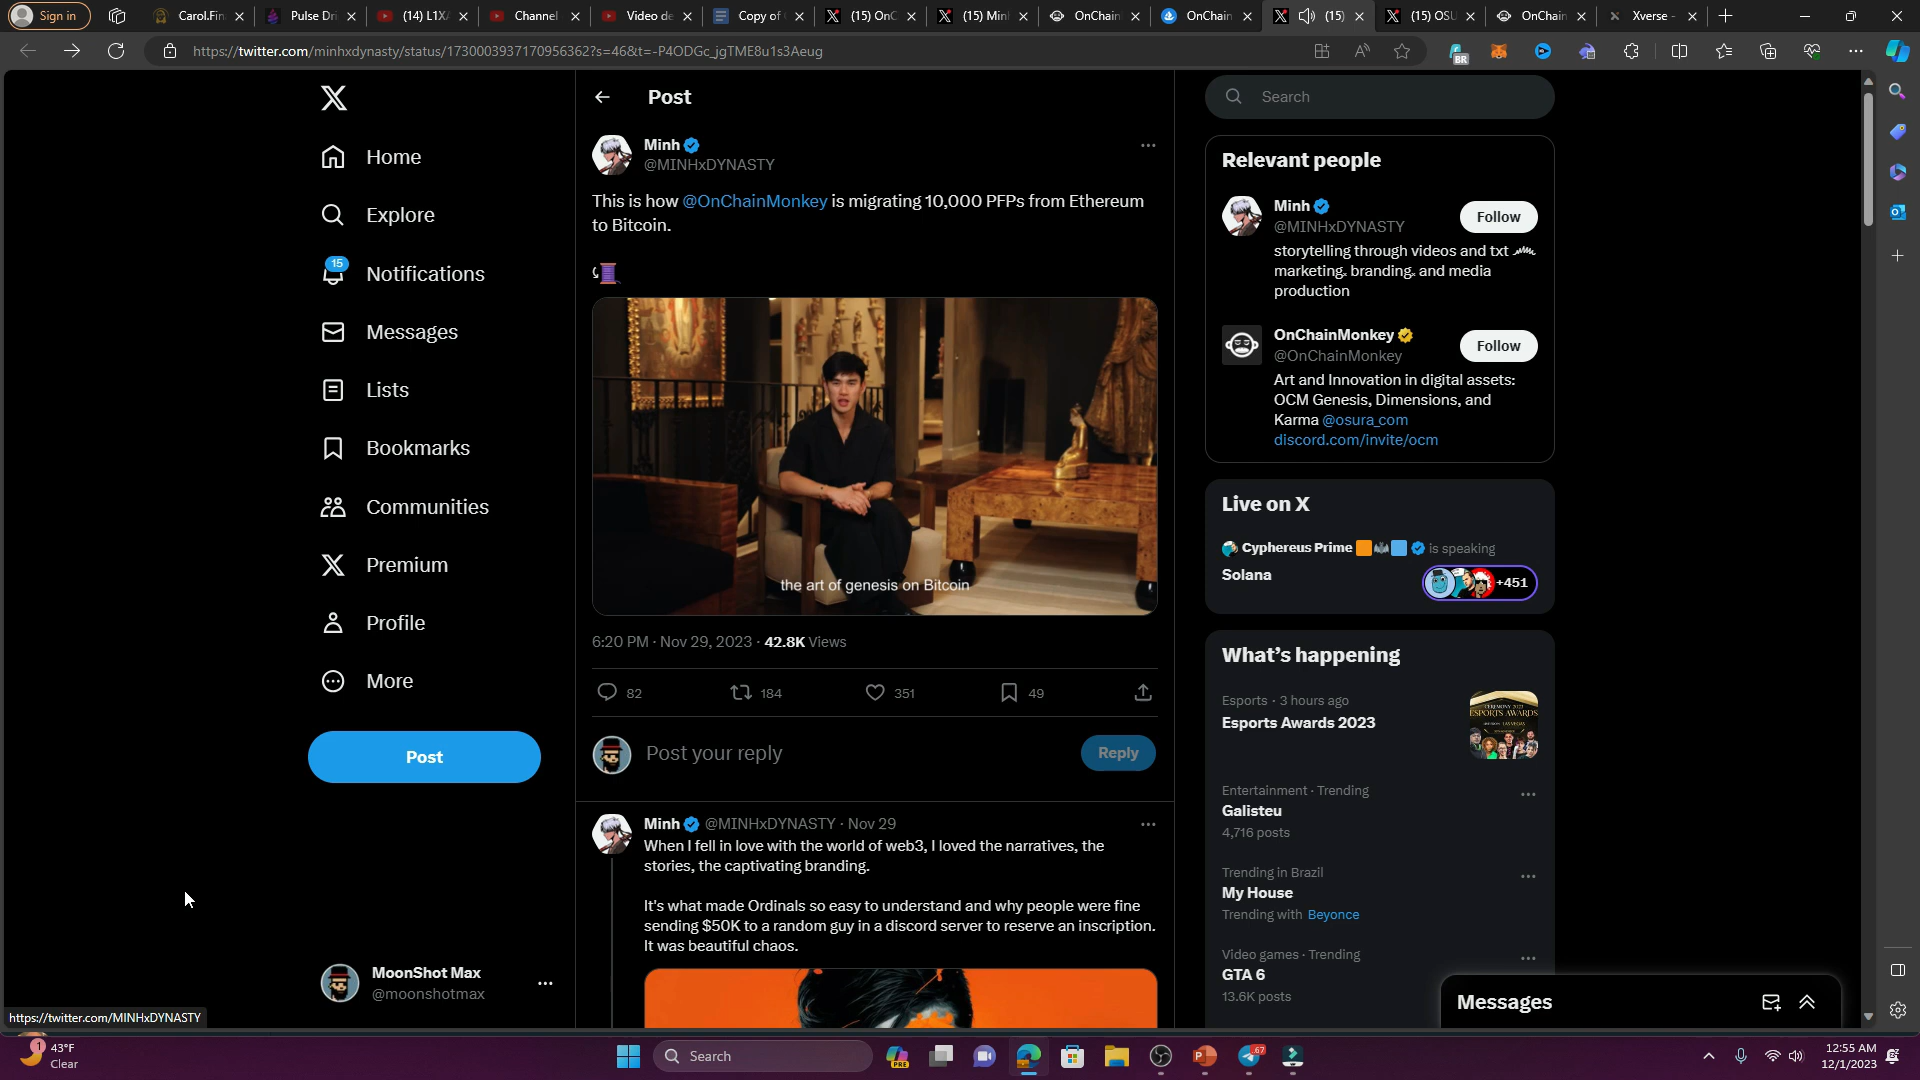 Sign in
Carol.Fin
Pulse Dri
(14) L1X
Channel
Video de
Copy of
(15) OnC
(15) Minh
OnChain
OnChain
(15)
(15) OSU
OnChain
Xverse -
https://twitter.com/minhxdynasty/status/1730003937170956362?s=46&t=-P4ODGc_jgTME8u1s3Aeug
BR
Home
Explore
15
Notifications
Messages
Lists
Bookmarks
Communities
Premium
Profile
More
Post
MoonShot Max
@moonshotmax
https://twitter.com/MINHxDYNASTY
Post
Minh
@MINHxDYNASTY
This is how @OnChainMonkey is migrating 10,000 PFPs from Ethereum
to Bitcoin.
the art of genesis on Bitcoin
6:20 PM · Nov 29, 2023 · 42.8K Views
82
184
351
49
Post your reply
Reply
Minh @MINHxDYNASTY · Nov 29
When I fell in love with the world of web3, I loved the narratives, the
stories, the captivating branding.
It's what made Ordinals so easy to understand and why people were fine
sending $50K to a random guy in a discord server to reserve an inscription.
It was beautiful chaos.
Search
Relevant people
Minh
@MINHxDYNASTY
Follow
storytelling through videos and txt
marketing. branding. and media
production
OnChainMonkey
@OnChainMonkey
Follow
Art and Innovation in digital assets:
OCM Genesis, Dimensions, and
Karma @osura_com
discord.com/invite/ocm
Live on X
Cyphereus Prime is speaking
Solana
+451
What's happening
Esports · 3 hours ago
Esports Awards 2023
ESPORTS AWARDS
Entertainment · Trending
Galisteu
4,716 posts
Trending in Brazil
My House
Trending with Beyonce
Video games · Trending
GTA 6
13.6K posts
Messages
1
43°F
Clear
Search
PRE
67
12:55 AM
12/1/2023